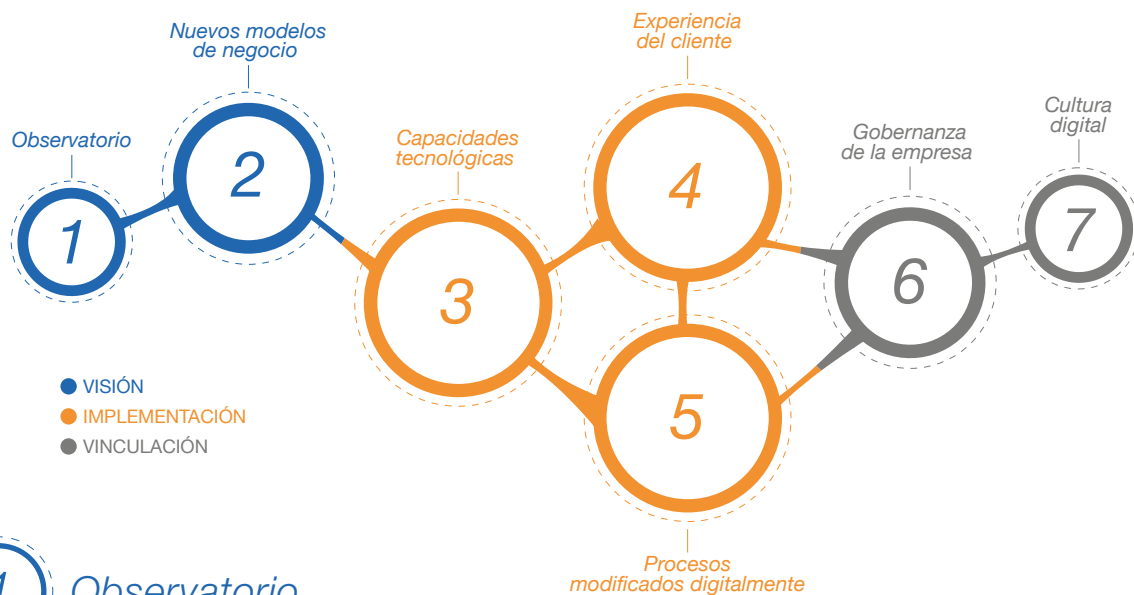 Nuevos modelos
de negocio
Experiencia
del cliente
Observatorio
Capacidades
tecnológicas
Gobernanza
de la empresa
Cultura
digital
1
2
3
4
5
6
7
VISIÓN
IMPLEMENTACIÓN
VINCULACIÓN
Procesos
modificados digitalmente
1
Observatorio